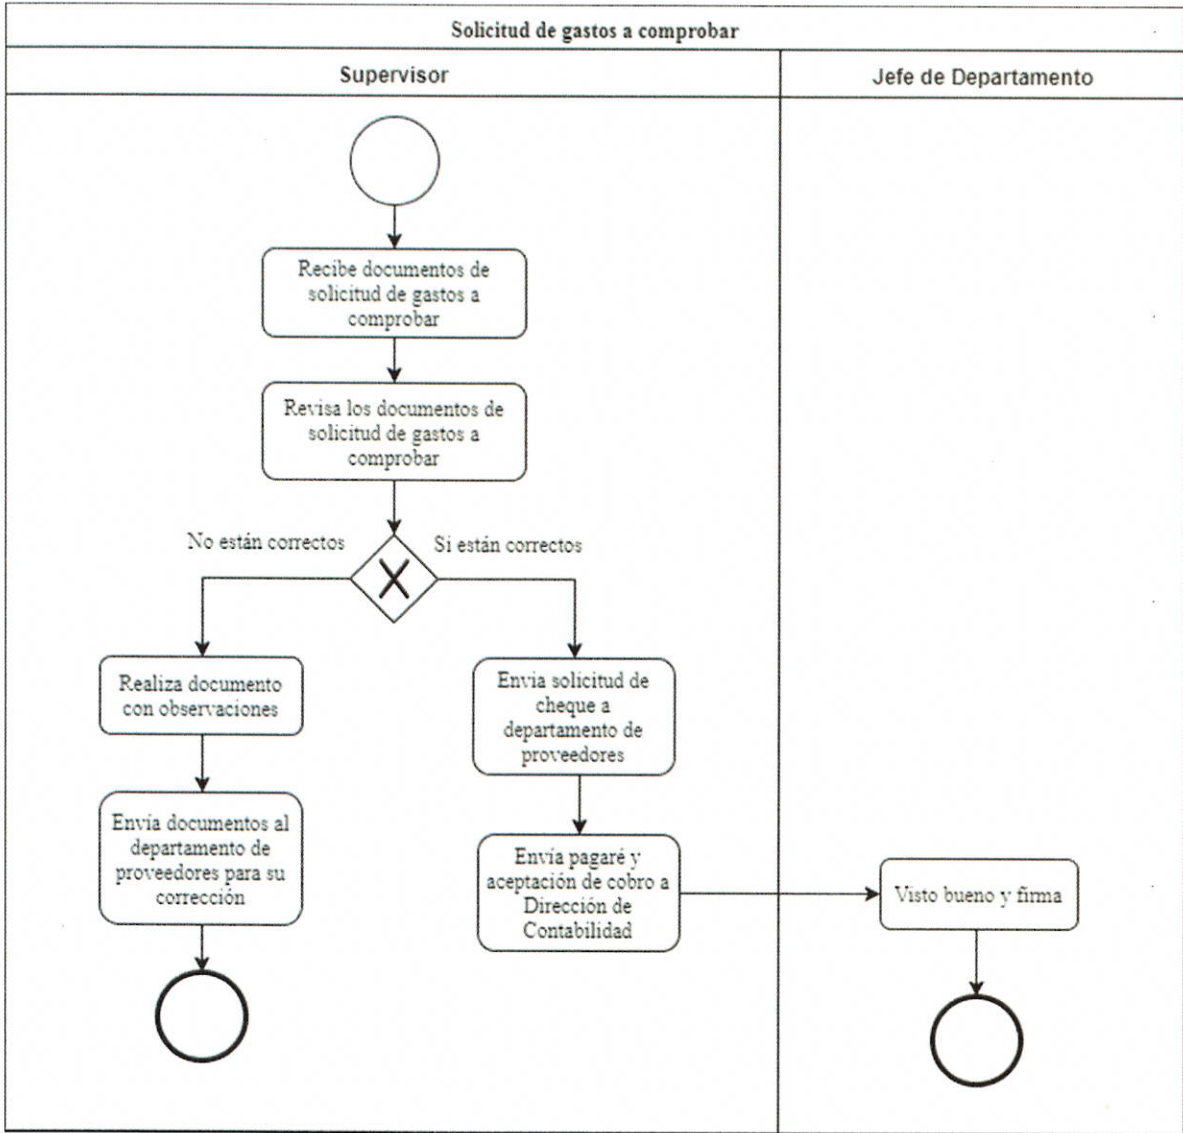 Solicitud de gastos a comprobar
Supervisor
Jefe de Departamento
Recibe documentos de
solicitud de gastos a
comprobar
Revisa los documentos de
solicitud de gastos a
comprobar
No están correctos
Si están correctos
Realiza documento
con observaciones
Envía documentos al
departamento de
proveedores para su
corrección
Envia solicitud de
cheque a
departamento de
proveedores
Envía pagaré y
aceptación de cobro a
Dirección de
Contabilidad
Visto bueno y firma